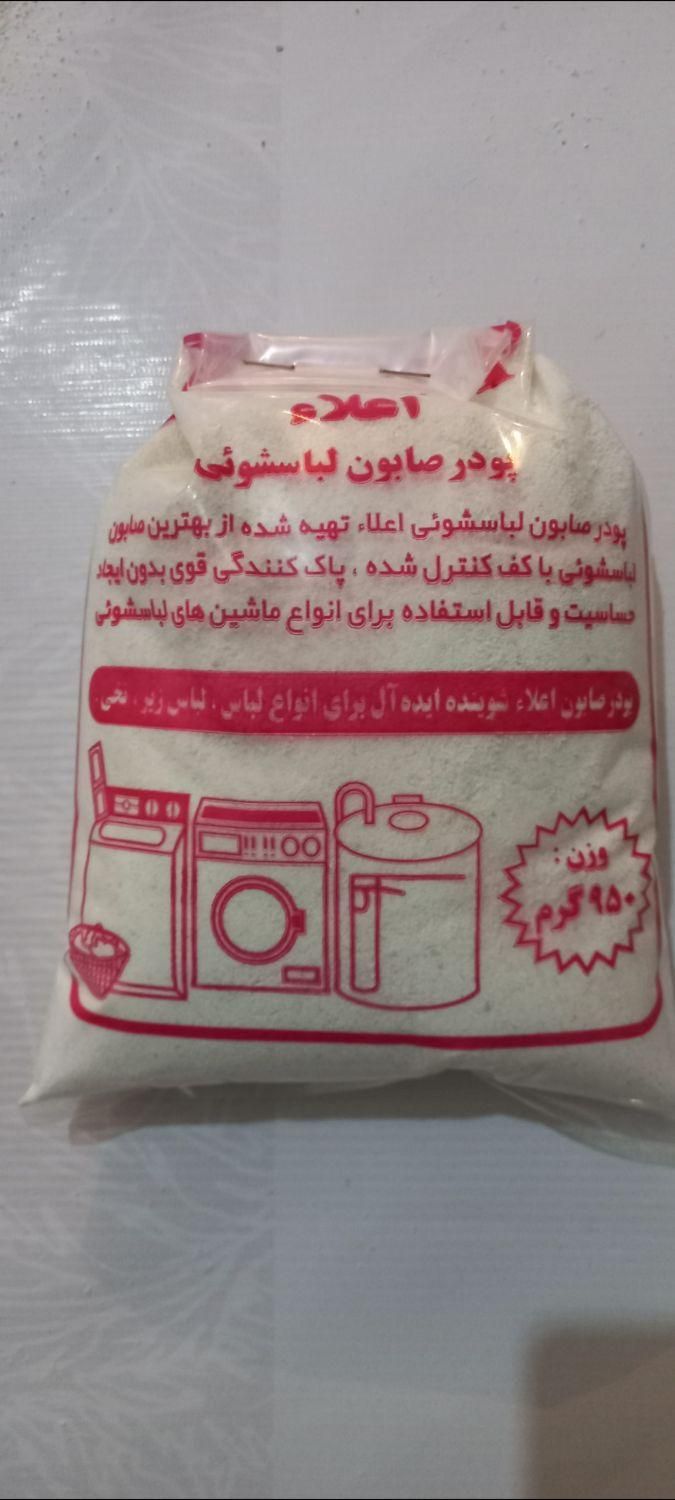 اعلاء
پودر صابون لباسشوئی
پودر صابون لباسشوئی اعلاء تهیه شده از بهترین صابون
لباسشوئی با کف کنترل شده ، پاک کنندگی قوی بدون ایجاد
حساسیت و قابل استفاده برای انواع ماشین های لباسشوئی
پودر صابون اعلاء شوینده ایده آل برای انواع لباس ، لباس زیر ، نخی .
وزن :
۹۵۰ گرم